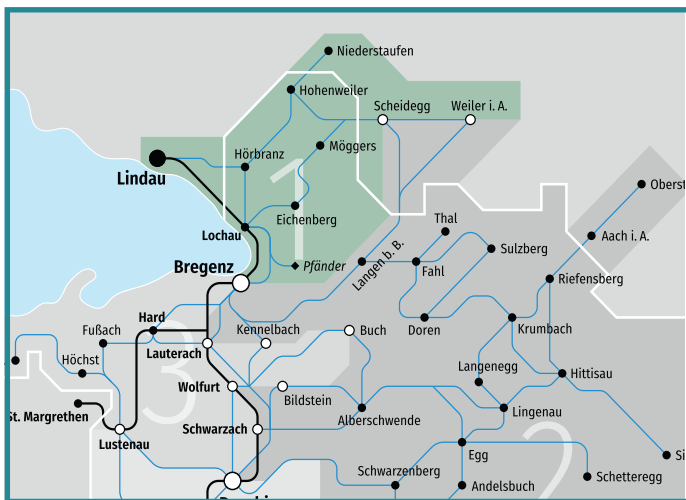 Niederstaufen
Hohenweiler
Scheidegg
Weiler i. A.
Möggers
Hörbranz
Lindau
1
Eichenberg
Oberst
Thal
Lochau
Aach i. A.
Sulzberg
Bregenz
Pfänder
Langen b. B.
Fahl
Riefensberg
Hard
Fußach
Kennelbach
Buch
Doren
Krumbach
Lauterach
Höchst
Langenegg
Hittisau
3
Wolfurt
Bildstein
St. Margrethen
Alberschwende
Lingenau
Lustenau
Schwarzach
2
Egg
Si
Schwarzenberg
Andelsbuch
Schetteregg